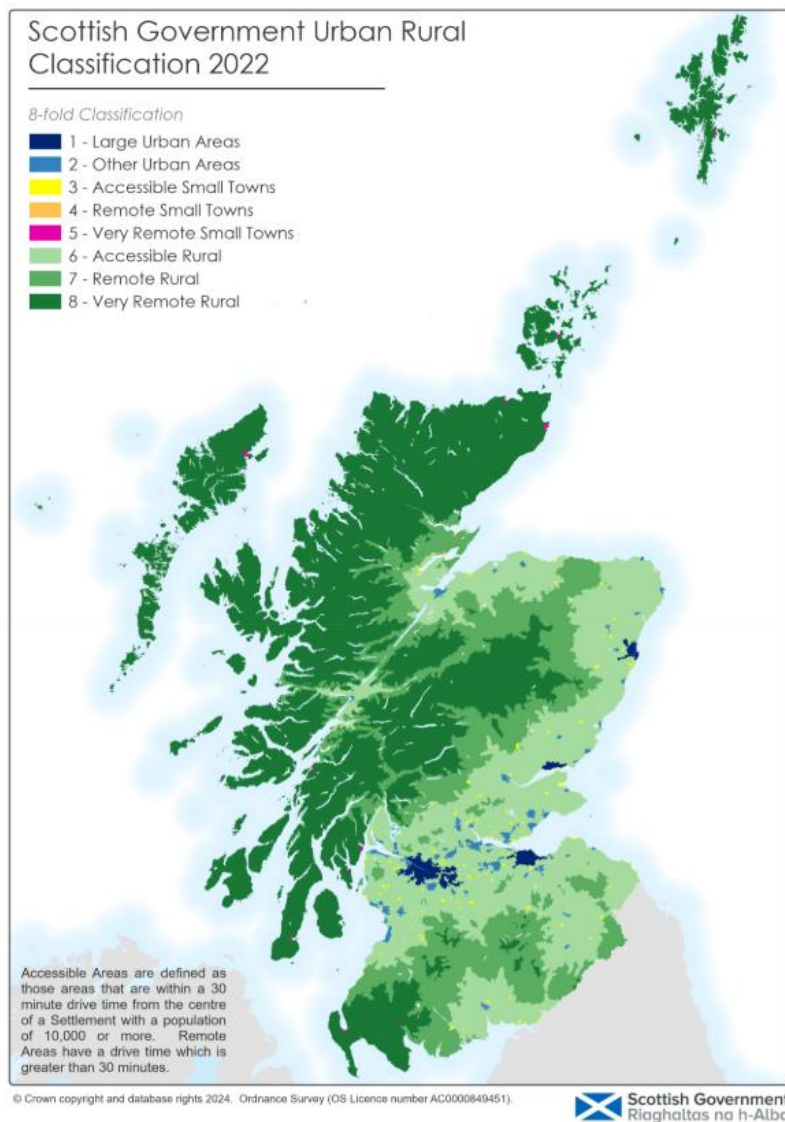 Scottish Government Urban Rural
Classification 2022
8-fold Classification
1 - Large Urban Areas
2 - Other Urban Areas
3 - Accessible Small Towns
4 - Remote Small Towns
5 - Very Remote Small Towns
6 - Accessible Rural
7 - Remote Rural
8 - Very Remote Rural
Accessible Areas are defined as
those areas that are within a 30
minute drive time from the centre
of a Settlement with a population
of 10,000 or more. Remote
Areas have a drive time which is
greater than 30 minutes.
© Crown copyright and database rights 2024. Ordnance Survey (OS Licence number AC0000849451).
Scottish Government
Riaghaltas na h-Alba